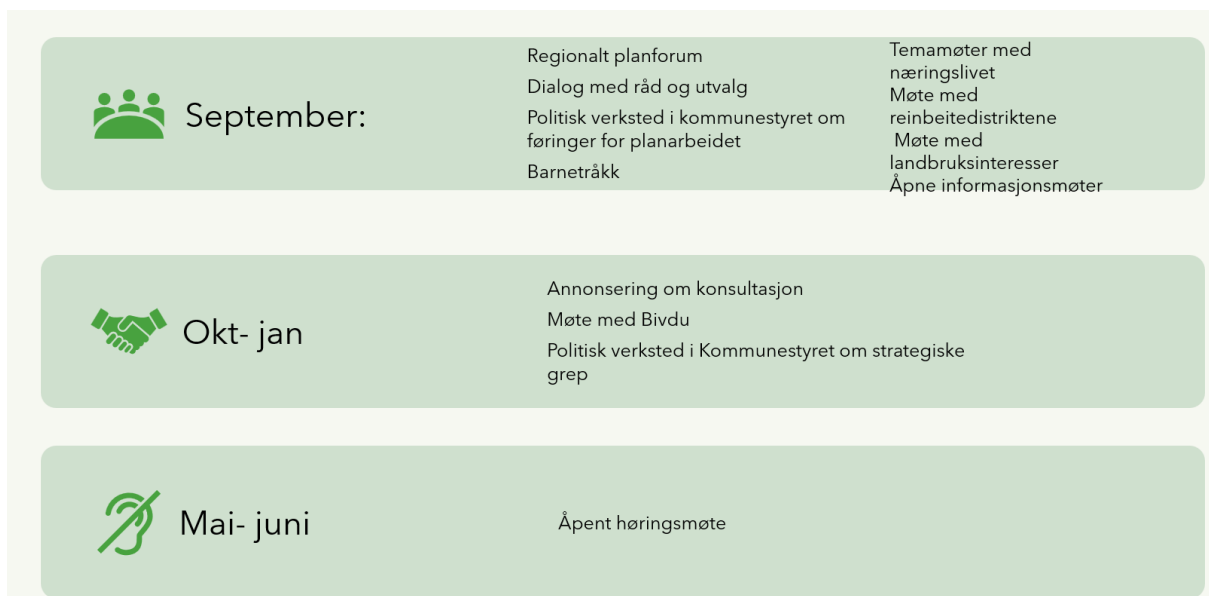 September:
Regionalt planforum
Dialog med råd og utvalg
Politisk verksted i kommunestyret om
føringer for planarbeidet
Barnetråkk
Temamøter med
næringslivet
Møte med
reinbeitedistriktene
Møte med
landbruksinteresser
Åpne informasjonsmøter
Okt- jan
Annonsering om konsultasjon
Møte med Bivdu
Politisk verksted i Kommunestyret om strategiske
grep
Mai- juni
Åpent høringsmøte